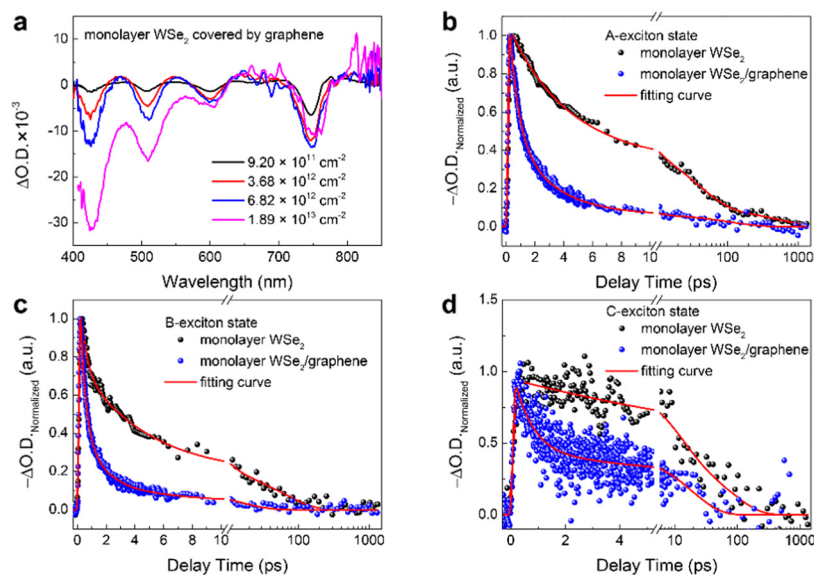 a
monolayer WSe₂ covered by graphene
ΔO.D.×10⁻³
10
0
-10
-20
-30
9.20 × 10¹¹ cm⁻²
3.68 × 10¹² cm⁻²
6.82 × 10¹² cm⁻²
1.89 × 10¹³ cm⁻²
400 500 600 700 800
Wavelength (nm)
b
A-exciton state
monolayer WSe₂
monolayer WSe₂/graphene
fitting curve
−ΔO.D.Normalized (a.u.)
1.0
0.8
0.6
0.4
0.2
0.0
0 2 4 6 8 10 10 100 1000
Delay Time (ps)
c
B-exciton state
monolayer WSe₂
monolayer WSe₂/graphene
fitting curve
−ΔO.D.Normalized (a.u.)
1.0
0.8
0.6
0.4
0.2
0.0
0 2 4 6 8 10 100 1000
Delay Time (ps)
d
C-exciton state
monolayer WSe₂
monolayer WSe₂/graphene
fitting curve
−ΔO.D.Normalized (a.u.)
1.5
1.0
0.5
0.0
0 2 4 10 100 1000
Delay Time (ps)